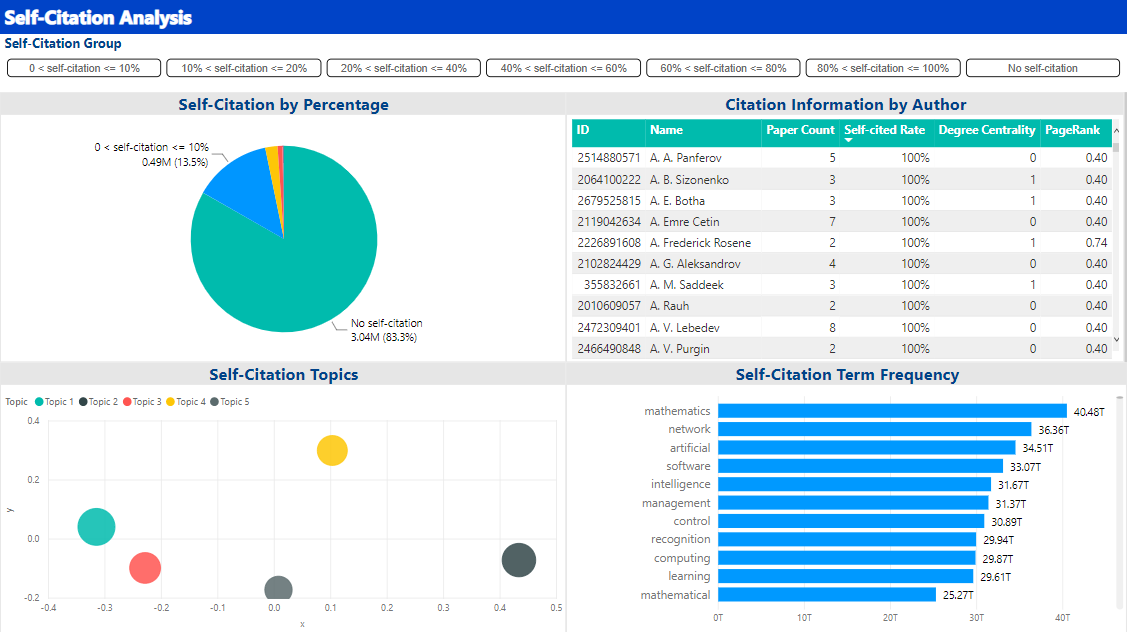 Self-Citation Analysis
Self-Citation Group
0 < self-citation <= 10% 10% < self-citation <= 20% 20% < self-citation <= 40% 40% < self-citation <= 60% 60% < self-citation <= 80% 80% < self-citation <= 100% No self-citation
Self-Citation by Percentage
0 < self-citation <= 10%
0.49M (13.5%)
No self-citation
3.04M (83.3%)
Citation Information by Author
ID Name Paper Count Self-cited Rate Degree Centrality PageRank
2514880571 A. A. Panferov 5 100% 0 0.40
2064100222 A. B. Sizonenko 3 100% 1 0.40
2679525815 A. E. Botha 3 100% 1 0.40
2119042634 A. Emre Cetin 7 100% 0 0.40
2226891608 A. Frederick Rosene 2 100% 1 0.74
2102824429 A. G. Aleksandrov 4 100% 0 0.40
355832661 A. M. Saddeek 3 100% 1 0.40
2010609057 A. Rauh 2 100% 0 0.40
2472309401 A. V. Lebedev 8 100% 0 0.40
2466490848 A. V. Purgin 2 100% 0 0.40
Self-Citation Topics
Topic Topic 1 Topic 2 Topic 3 Topic 4 Topic 5
0.4
0.2
y
0.0
-0.2
-0.4 -0.3 -0.2 -0.1 0.0 0.1 0.2 0.3 0.4 0.5
x
Self-Citation Term Frequency
mathematics 40.48T
network 36.36T
artificial 34.51T
software 33.07T
intelligence 31.67T
management 31.37T
control 30.89T
recognition 29.94T
computing 29.87T
learning 29.61T
mathematical 25.27T
0T 10T 20T 30T 40T